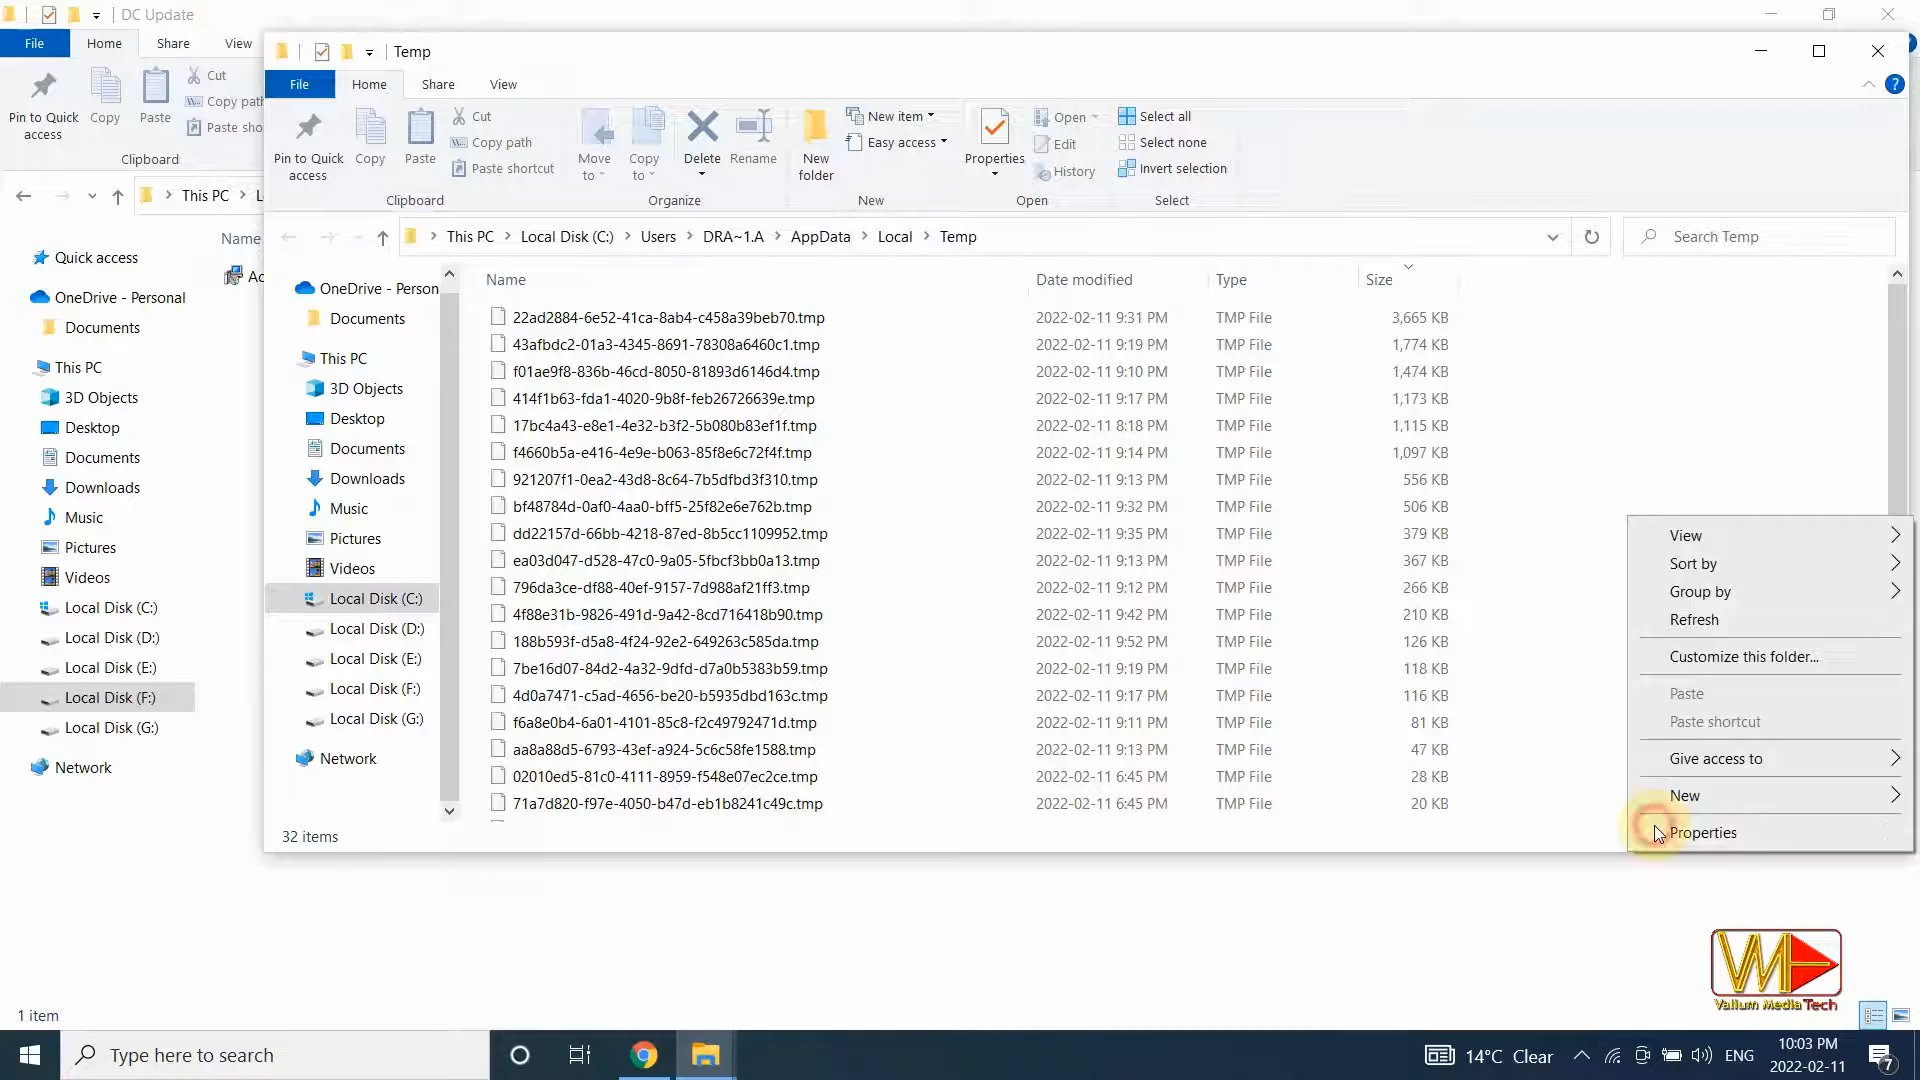 DC Update
File Home Share View
Pin to Quick access
Copy
Paste
Cut
Copy path
Paste sho
Clipboard
This PC
Name
Quick access
OneDrive - Personal
Documents
This PC
3D Objects
Desktop
Documents
Downloads
Music
Pictures
Videos
Local Disk (C:)
Local Disk (D:)
Local Disk (E:)
Local Disk (F:)
Local Disk (G:)
Network
1 item
Temp
File Home Share View
Pin to Quick access
Copy
Paste
Cut
Copy path
Paste shortcut
Clipboard
Move to
Copy to
Delete
Rename
Organize
New folder
New item
Easy access
New
Properties
Open
Edit
History
Open
Select all
Select none
Invert selection
Select
This PC Local Disk (C:) Users DRA~1.A AppData Local Temp
Search Temp
OneDrive - Person
Documents
This PC
3D Objects
Desktop
Documents
Downloads
Music
Pictures
Videos
Local Disk (C:)
Local Disk (D:)
Local Disk (E:)
Local Disk (F:)
Local Disk (G:)
Network
Name Date modified Type Size
22ad2884-6e52-41ca-8ab4-c458a39beb70.tmp 2022-02-11 9:31 PM TMP File 3,665 KB
43afbdc2-01a3-4345-8691-78308a6460c1.tmp 2022-02-11 9:19 PM TMP File 1,774 KB
f01ae9f8-836b-46cd-8050-81893d6146d4.tmp 2022-02-11 9:10 PM TMP File 1,474 KB
414f1b63-fda1-4020-9b8f-feb26726639e.tmp 2022-02-11 9:17 PM TMP File 1,173 KB
17bc4a43-e8e1-4e32-b3f2-5b080b83ef1f.tmp 2022-02-11 8:18 PM TMP File 1,115 KB
f4660b5a-e416-4e9e-b063-85f8e6c72f4f.tmp 2022-02-11 9:14 PM TMP File 1,097 KB
921207f1-0ea2-43d8-8c64-7b5dfbd3f310.tmp 2022-02-11 9:13 PM TMP File 556 KB
bf48784d-0af0-4aa0-bff5-25f82e6e762b.tmp 2022-02-11 9:32 PM TMP File 506 KB
dd22157d-66bb-4218-87ed-8b5cc1109952.tmp 2022-02-11 9:35 PM TMP File 379 KB
ea03d047-d528-47c0-9a05-5fbcf3bb0a13.tmp 2022-02-11 9:13 PM TMP File 367 KB
796da3ce-df88-40ef-9157-7d988af21ff3.tmp 2022-02-11 9:12 PM TMP File 266 KB
4f88e31b-9826-491d-9a42-8cd716418b90.tmp 2022-02-11 9:42 PM TMP File 210 KB
188b593f-d5a8-4f24-92e2-649263c585da.tmp 2022-02-11 9:52 PM TMP File 126 KB
7be16d07-84d2-4a32-9dfd-d7a0b5383b59.tmp 2022-02-11 9:19 PM TMP File 118 KB
4d0a7471-c5ad-4656-be20-b5935dbd163c.tmp 2022-02-11 9:17 PM TMP File 116 KB
f6a8e0b4-6a01-4101-85c8-f2c49792471d.tmp 2022-02-11 9:11 PM TMP File 81 KB
aa8a88d5-6793-43ef-a924-5c6c58fe1588.tmp 2022-02-11 9:13 PM TMP File 47 KB
02010ed5-81c0-4111-8959-f548e07ec2ce.tmp 2022-02-11 6:45 PM TMP File 28 KB
71a7d820-f97e-4050-b47d-eb1b8241c49c.tmp 2022-02-11 6:45 PM TMP File 20 KB
32 items
View
Sort by
Group by
Refresh
Customize this folder...
Paste
Paste shortcut
Give access to
New
Properties
Valium Media Tech
Type here to search
14°C Clear
ENG
10:03 PM
2022-02-11
7